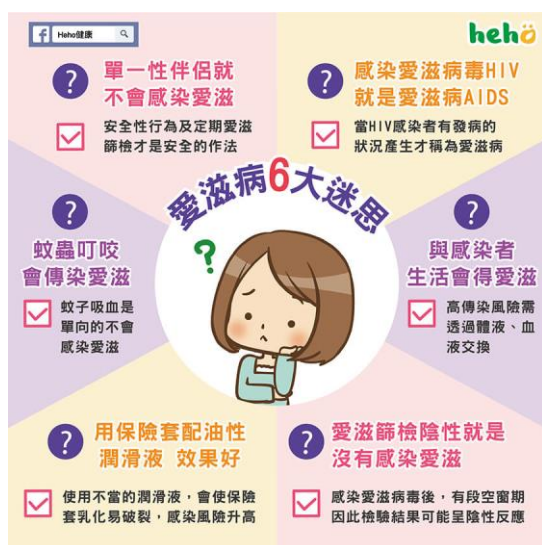 Heho健康
hehö
愛滋病6大迷思
單一性伴侶就
不會感染愛滋
安全性行為及定期愛滋
篩檢才是安全的作法
感染愛滋病毒HIV
就是愛滋病AIDS
當HIV感染者有發病的
狀況產生才稱為愛滋病
蚊蟲叮咬
會傳染愛滋
蚊子吸血是
單向的不會
感染愛滋
與感染者
生活會得愛滋
高傳染風險需
透過體液、血
液交換
用保險套配油性
潤滑液 效果好
使用不當的潤滑液，會使保險
套乳化易破裂，感染風險升高
愛滋篩檢陰性就是
沒有感染愛滋
感染愛滋病毒後，有段空窗期
因此檢驗結果可能呈陰性反應